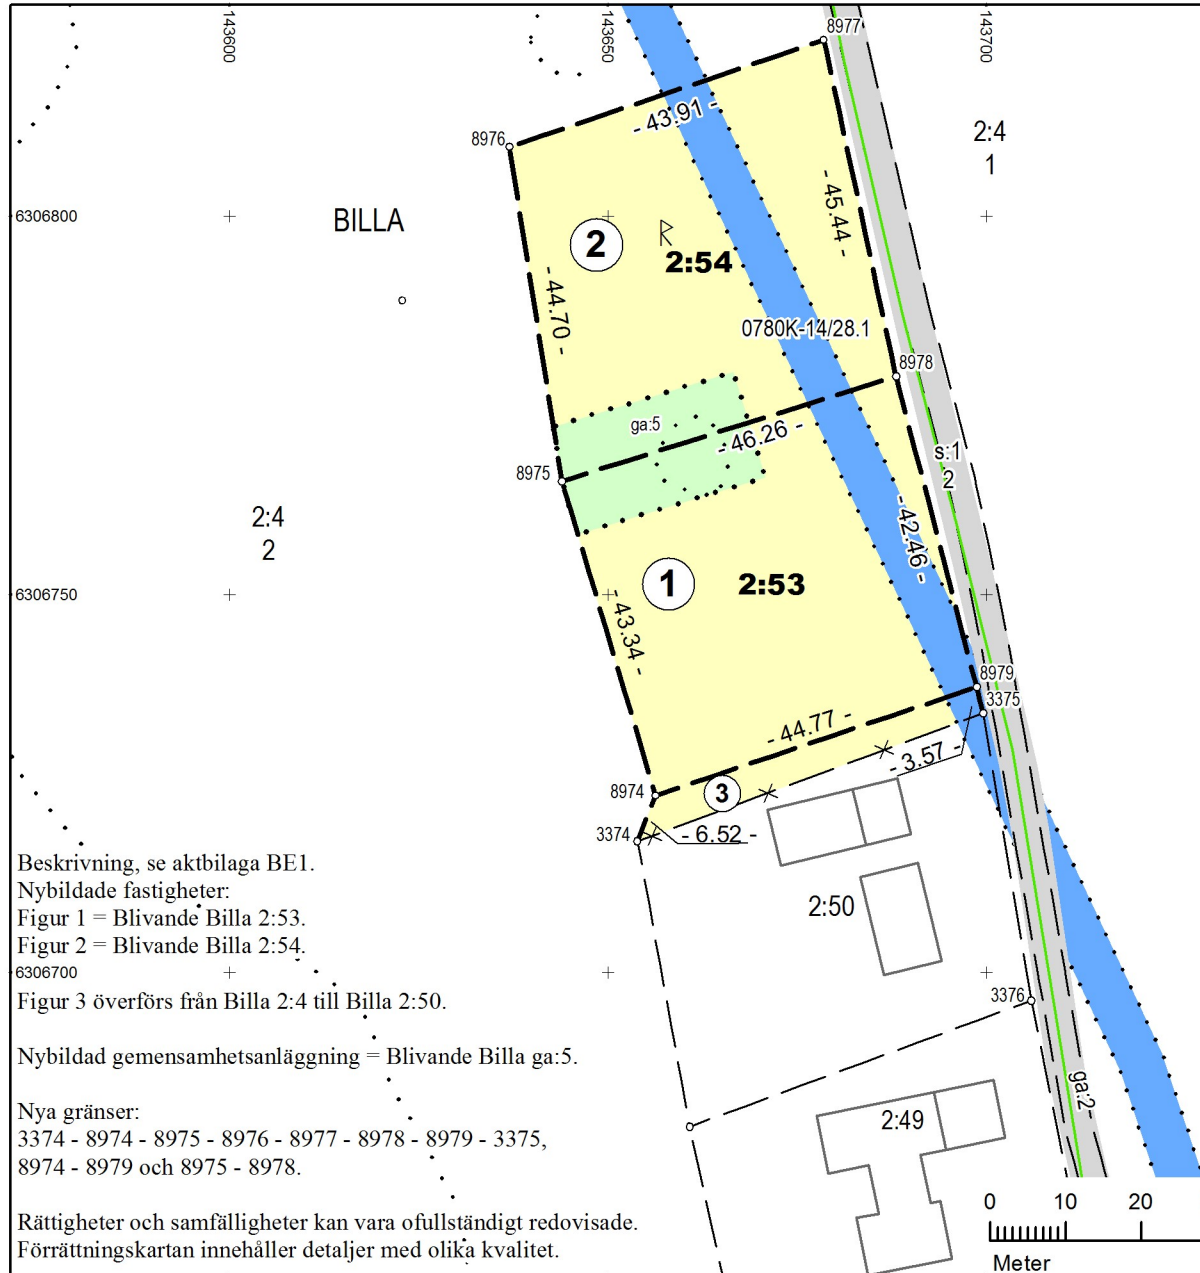 143600
143650
143700
8977
8976
- 43.91 -
2:4
1
6306800
BILLA
2
2:54
- 45.44 -
- 44.70 -
0780K-14/28.1
8978
ga:5
- 46.26 -
8975
s:1
2
2:4
2
- 42.46 -
6306750
1
2:53
- 43.34 -
8979
3375
- 44.77 -
- 3.57 -
8974
3
3374
- 6.52 -
Beskrivning, se aktbilaga BE1.
Nybildade fastigheter:
Figur 1 = Blivande Billa 2:53.
Figur 2 = Blivande Billa 2:54.
2:50
6306700
Figur 3 överförs från Billa 2:4 till Billa 2:50.
3376
Nybildad gemensamhetsanläggning = Blivande Billa ga:5.
ga:2
Nya gränser:
3374 - 8974 - 8975 - 8976 - 8977 - 8978 - 8979 - 3375,
8974 - 8979 och 8975 - 8978.
2:49
Rättigheter och samfälligheter kan vara ofullständigt redovisade.
Förrättningskartan innehåller detaljer med olika kvalitet.
0 10 20
Meter